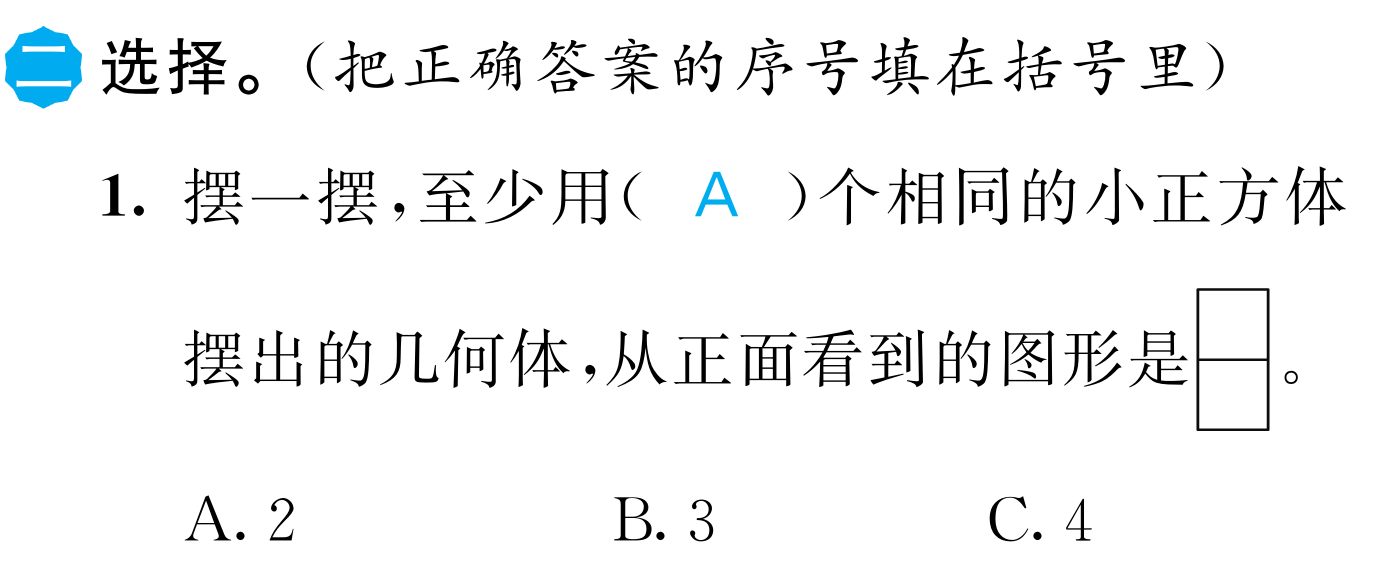 二 选择。（把正确答案的序号填在括号里）
1. 摆一摆,至少用( A )个相同的小正方体
摆出的几何体,从正面看到的图形是 。
A. 2 B. 3 C. 4